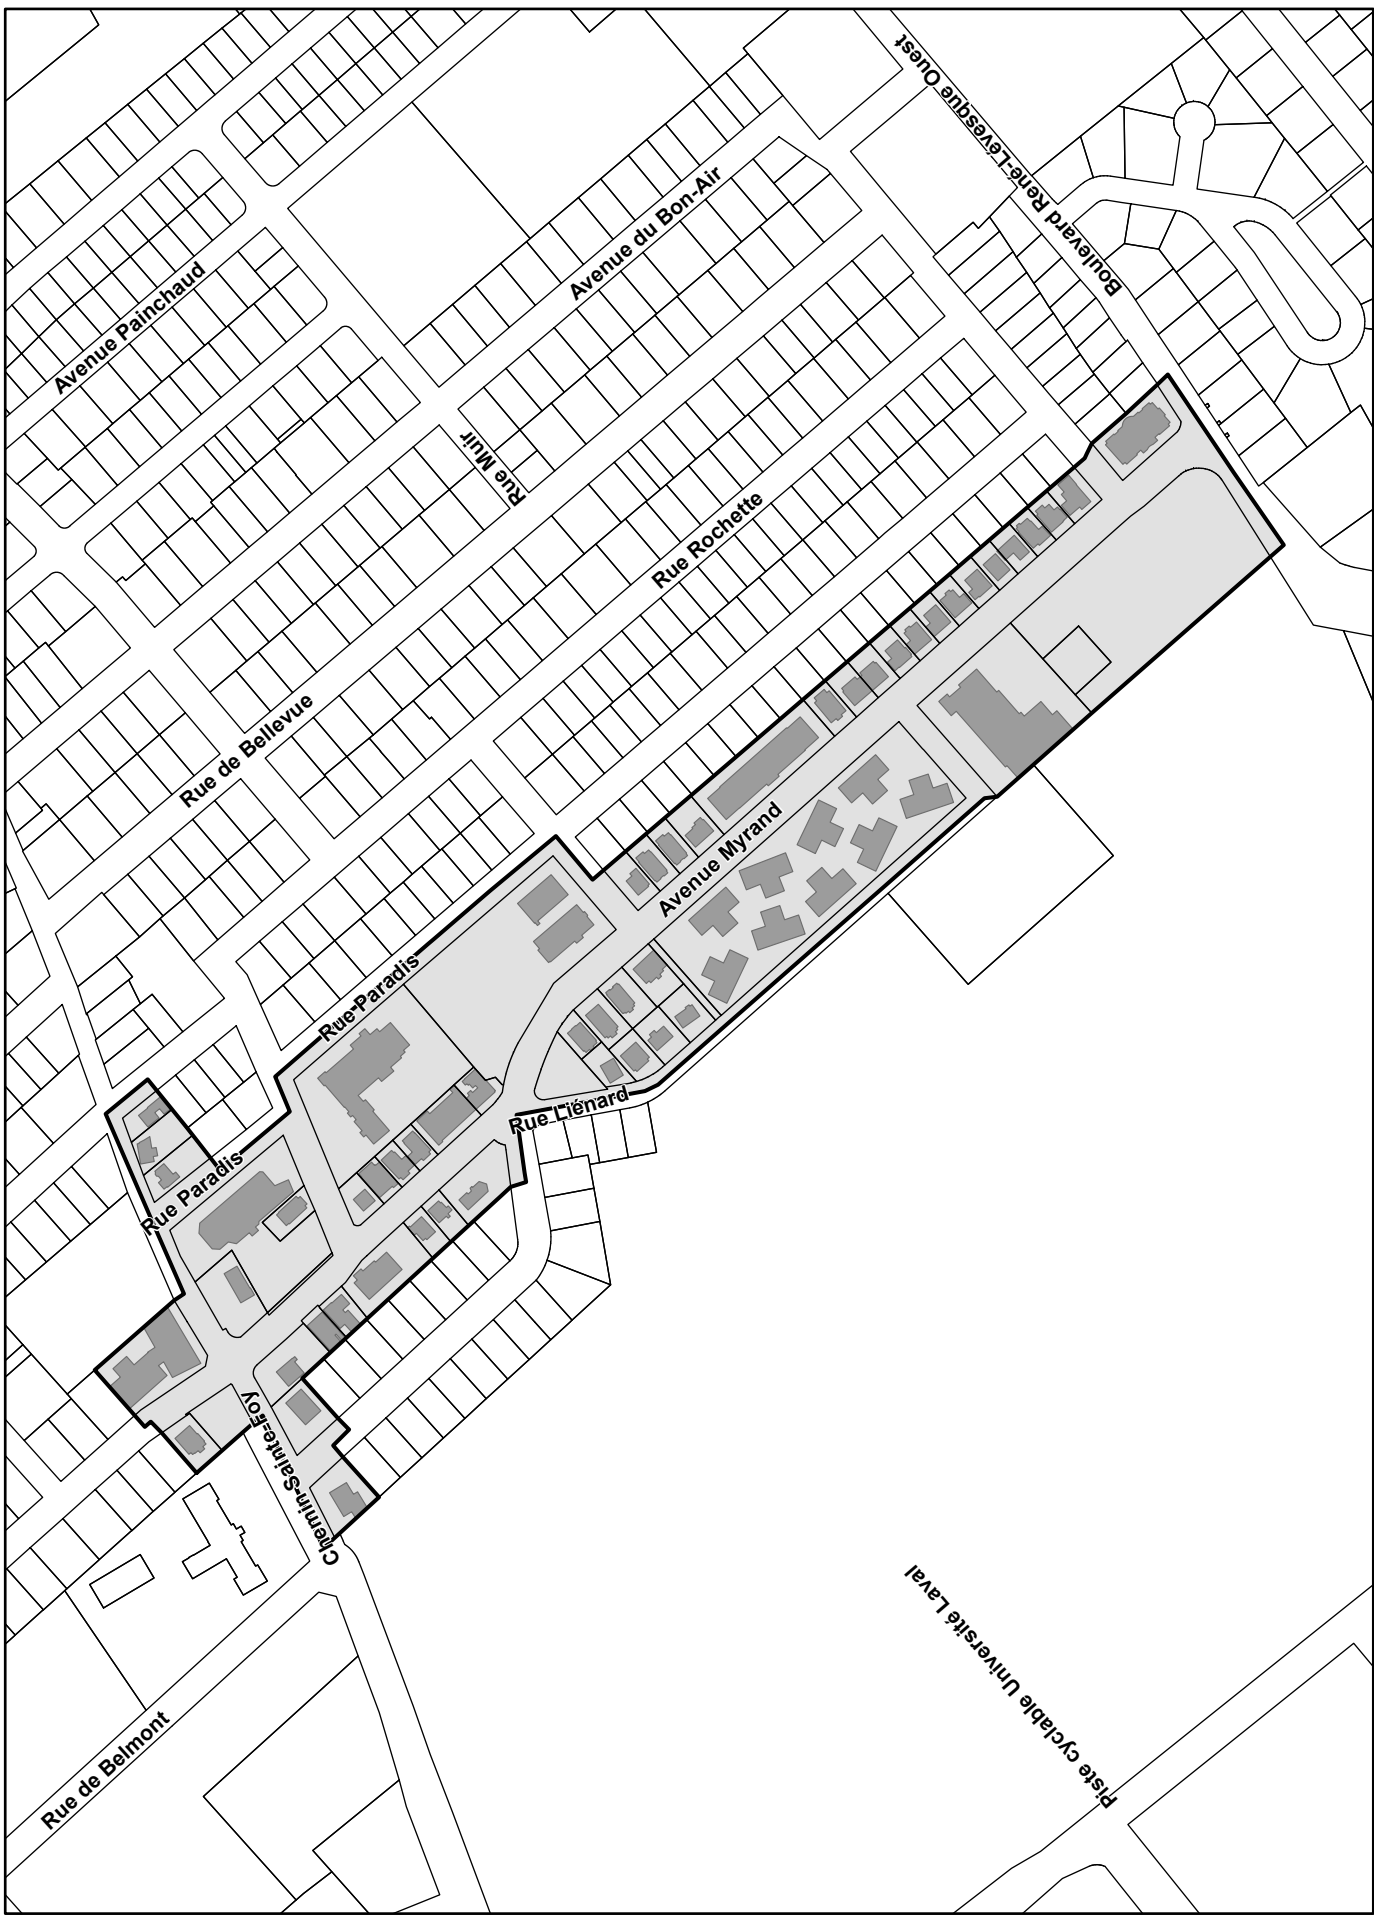 Boulevard René-Lévesque Ouest
Avenue du Bon-Air
Avenue Painchaud
Rue Muir
Rue Rochette
Rue de Bellevue
Avenue Myrand
Rue Paradis
Rue Liénard
Rue Paradis
Chemin Sainte-Foy
Piste cyclable Université Laval
Rue de Belmont